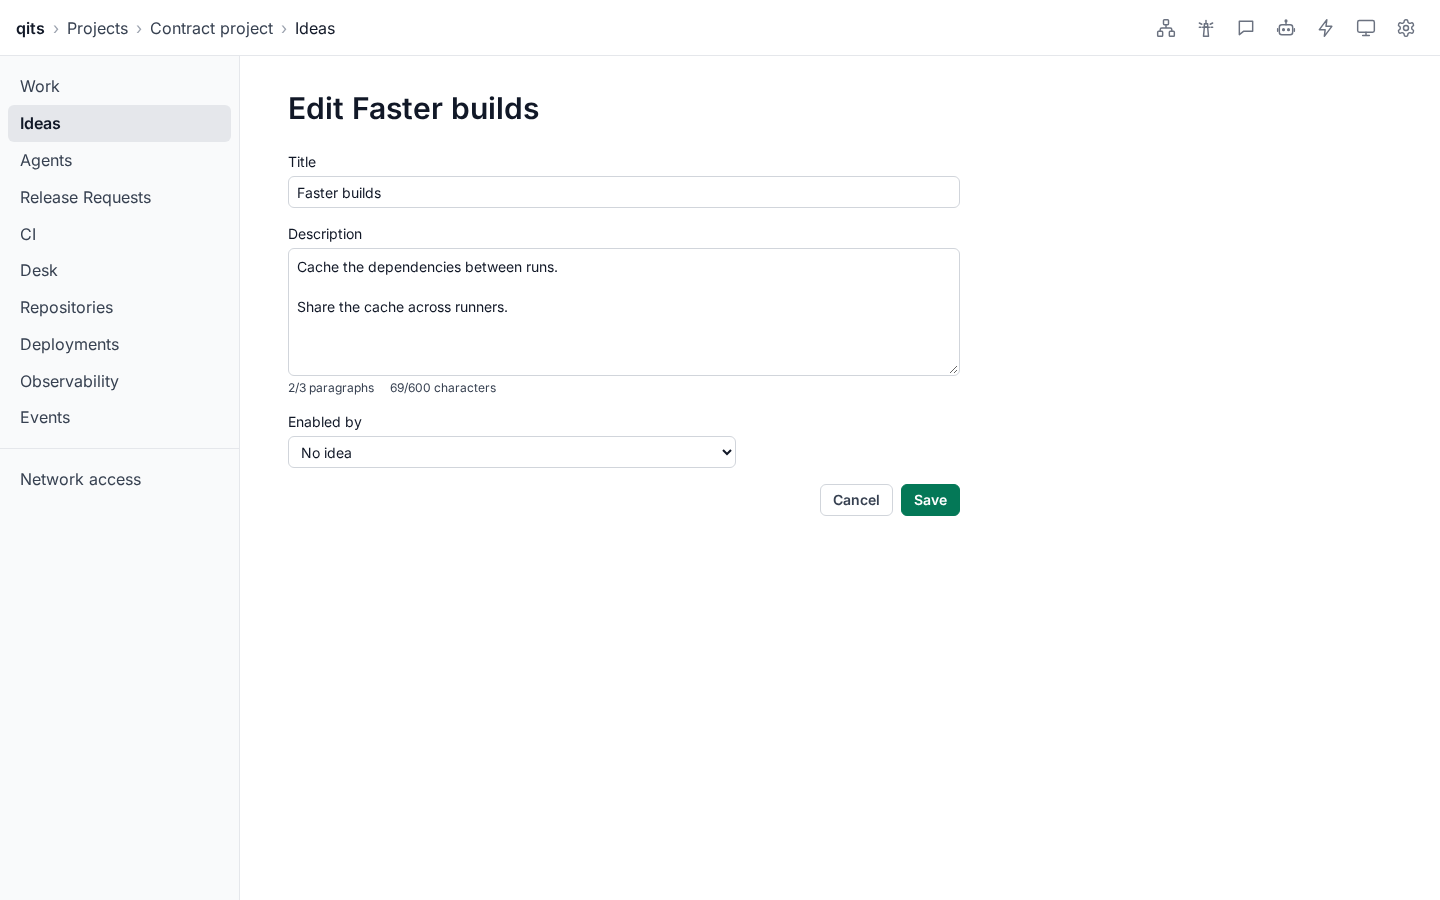 qits › Projects › Contract project › Ideas
Work
Ideas
Agents
Release Requests
CI
Desk
Repositories
Deployments
Observability
Events
Network access
Edit Faster builds
Title
Faster builds
Description
Cache the dependencies between runs.
Share the cache across runners.
2/3 paragraphs 69/600 characters
Enabled by
No idea
Cancel Save